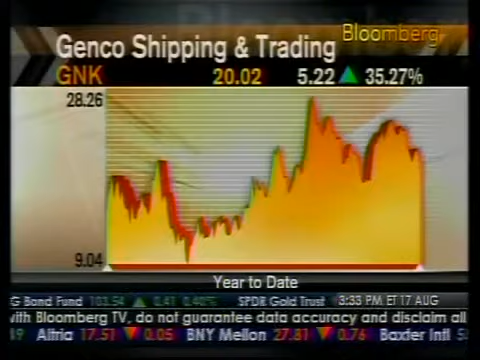 Bloomberg
Genco Shipping & Trading
GNK 20.02 5.22 35.27%
28.26
9.04
Year to Date
G Bond Fund 103.54 0.41 0.40% SPDR Gold Trust 3:33 PM ET 17 AUG
with Bloomberg TV, do not guarantee data accuracy and disclaim all
Altria 17.51 0.05 BNY Mellon 27.81 0.76 Baxter Intl